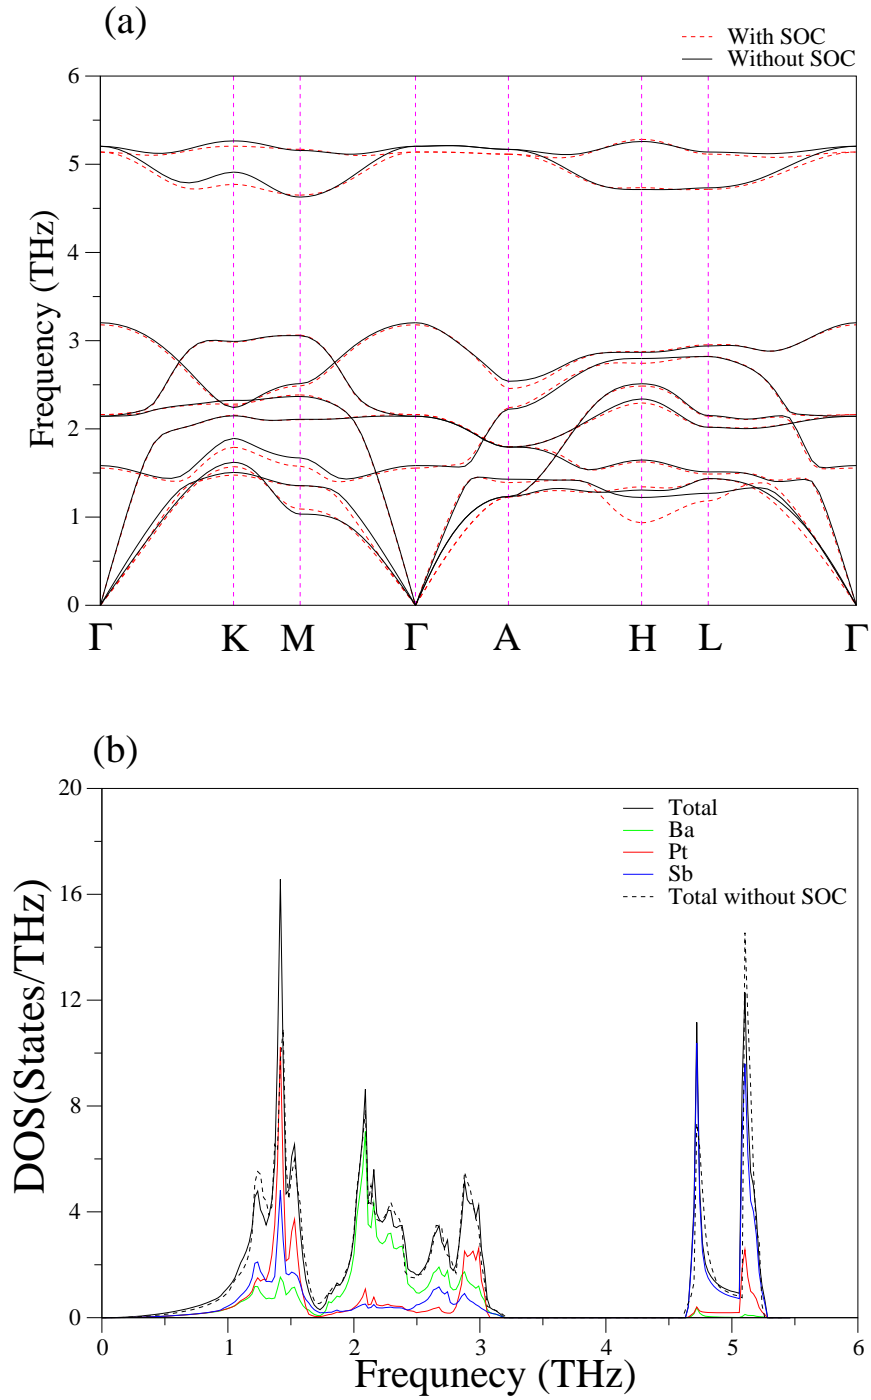 (a)
With SOC
Without SOC
6
5
4
3
2
1
0
Frequency (THz)
Γ K M Γ A H L Γ
(b)
20
16
12
8
4
0
DOS(States/THz)
Total
Ba
Pt
Sb
Total without SOC
0 1 2 3 4 5 6
Frequnecy (THz)